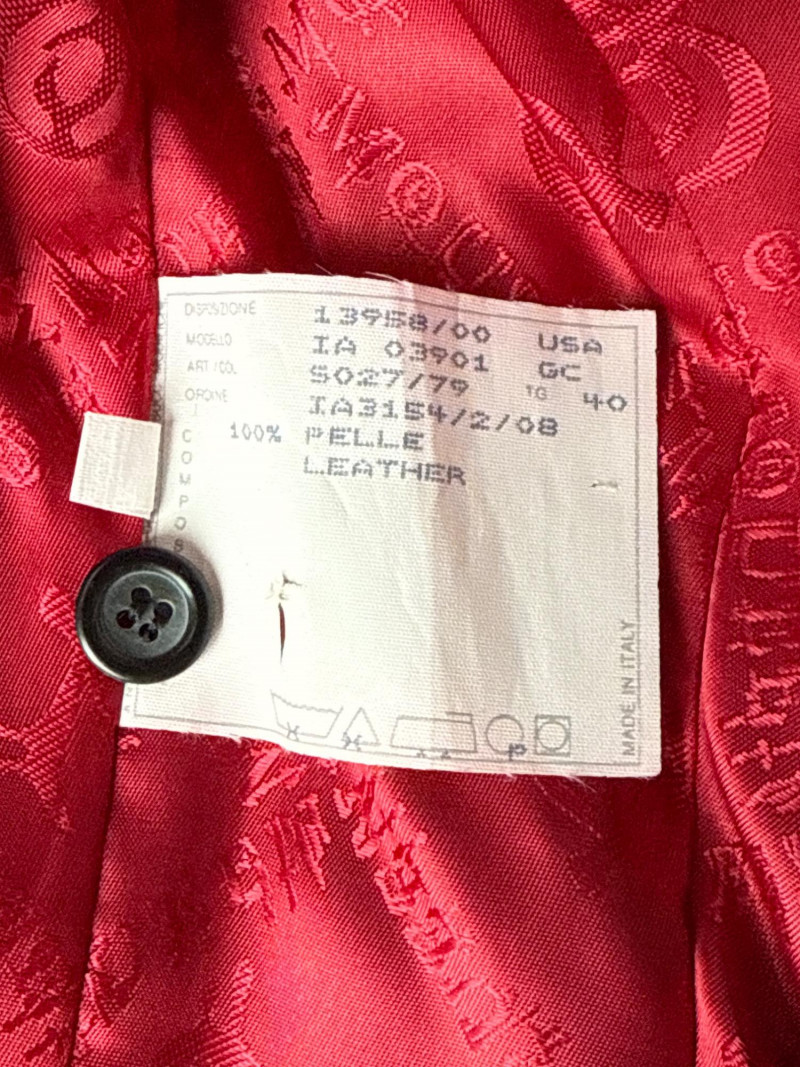 DISPOSIZIONE 13958/00 USA
MODELLO IA 03901 GC
ART./COL. S027/79 TG 40
ORDINE IA3154/2/08
COMPOS 100% PELLE
LEATHER
MADE IN ITALY
P